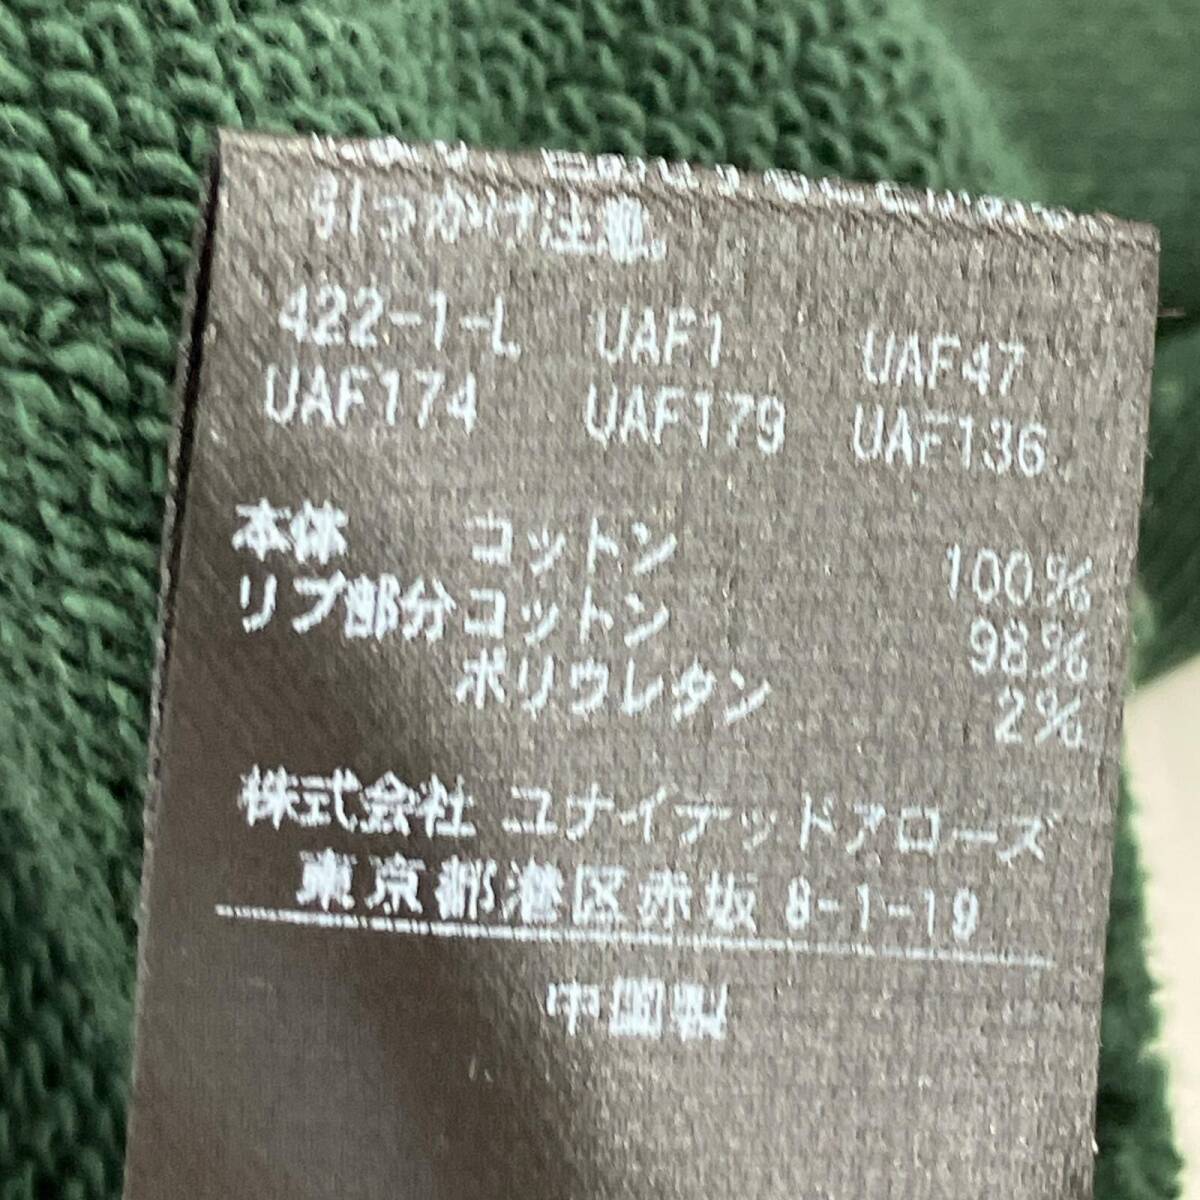 引っかけ注意
422-1-L UAF1 UAF47
UAF174 UAF179 UAF136
本体 コットン 100%
リブ部分 コットン 98%
ポリウレタン 2%
株式会社 ユナイテッドアローズ
東京都港区赤坂 8-1-19
中国製